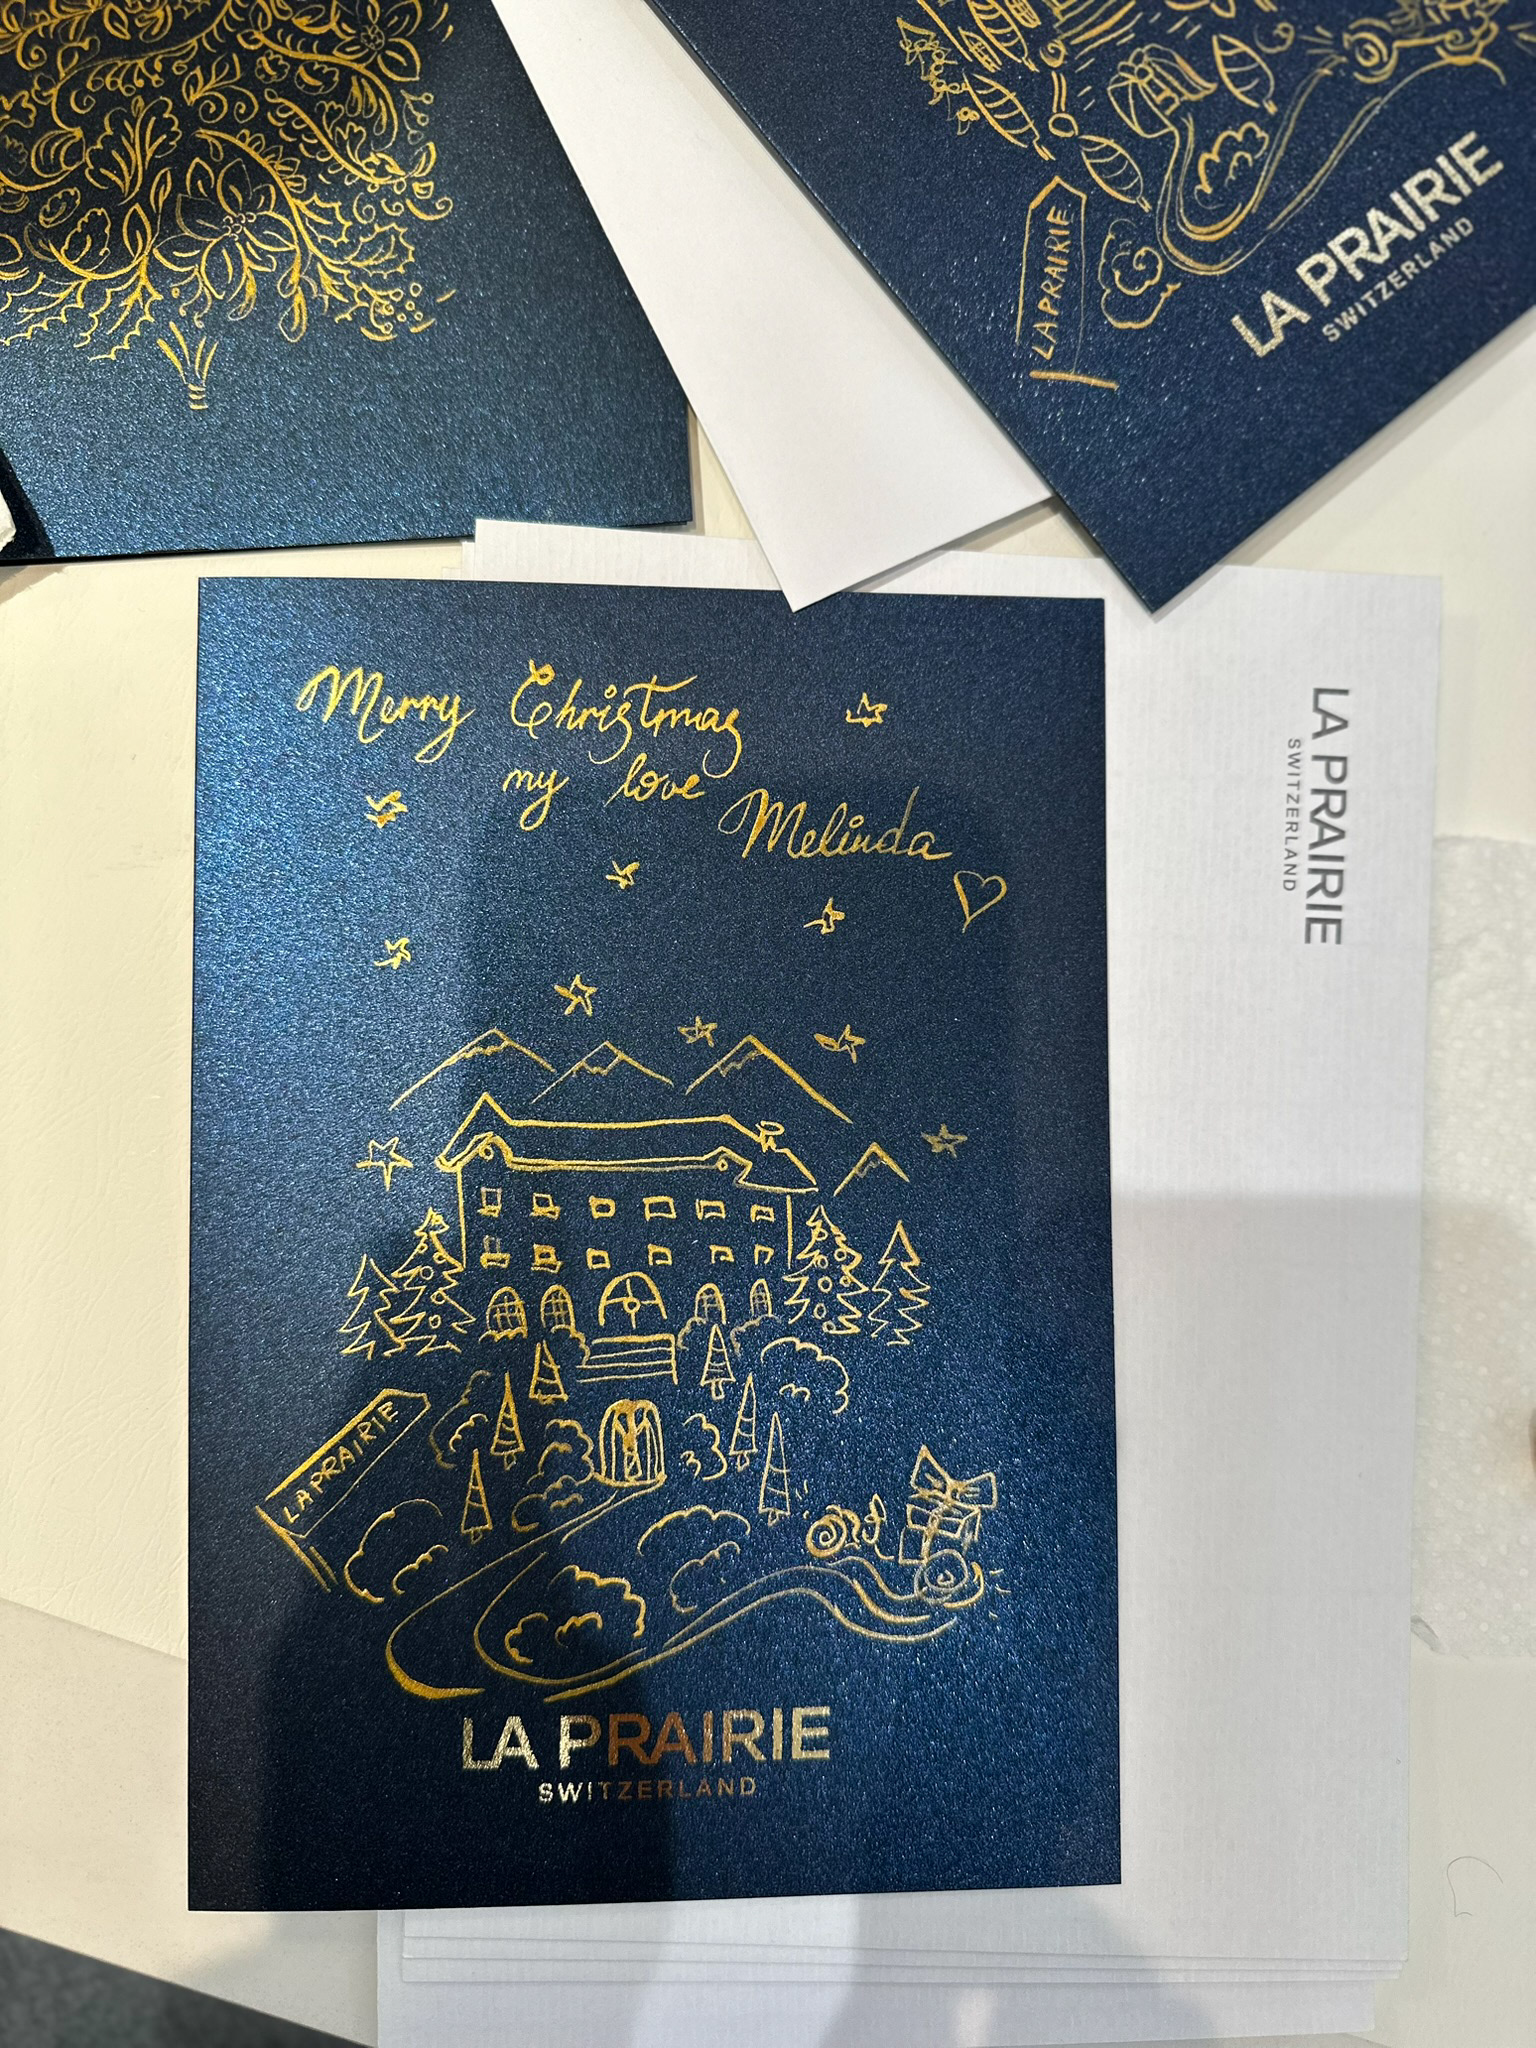 LA PRAIRIE
LA PRAIRIE
SWITZERLAND
Merry Christmas
my love
Melinda
LA PRAIRIE
SWITZERLAND
LA PRAIRIE
LA PRAIRIE
SWITZERLAND